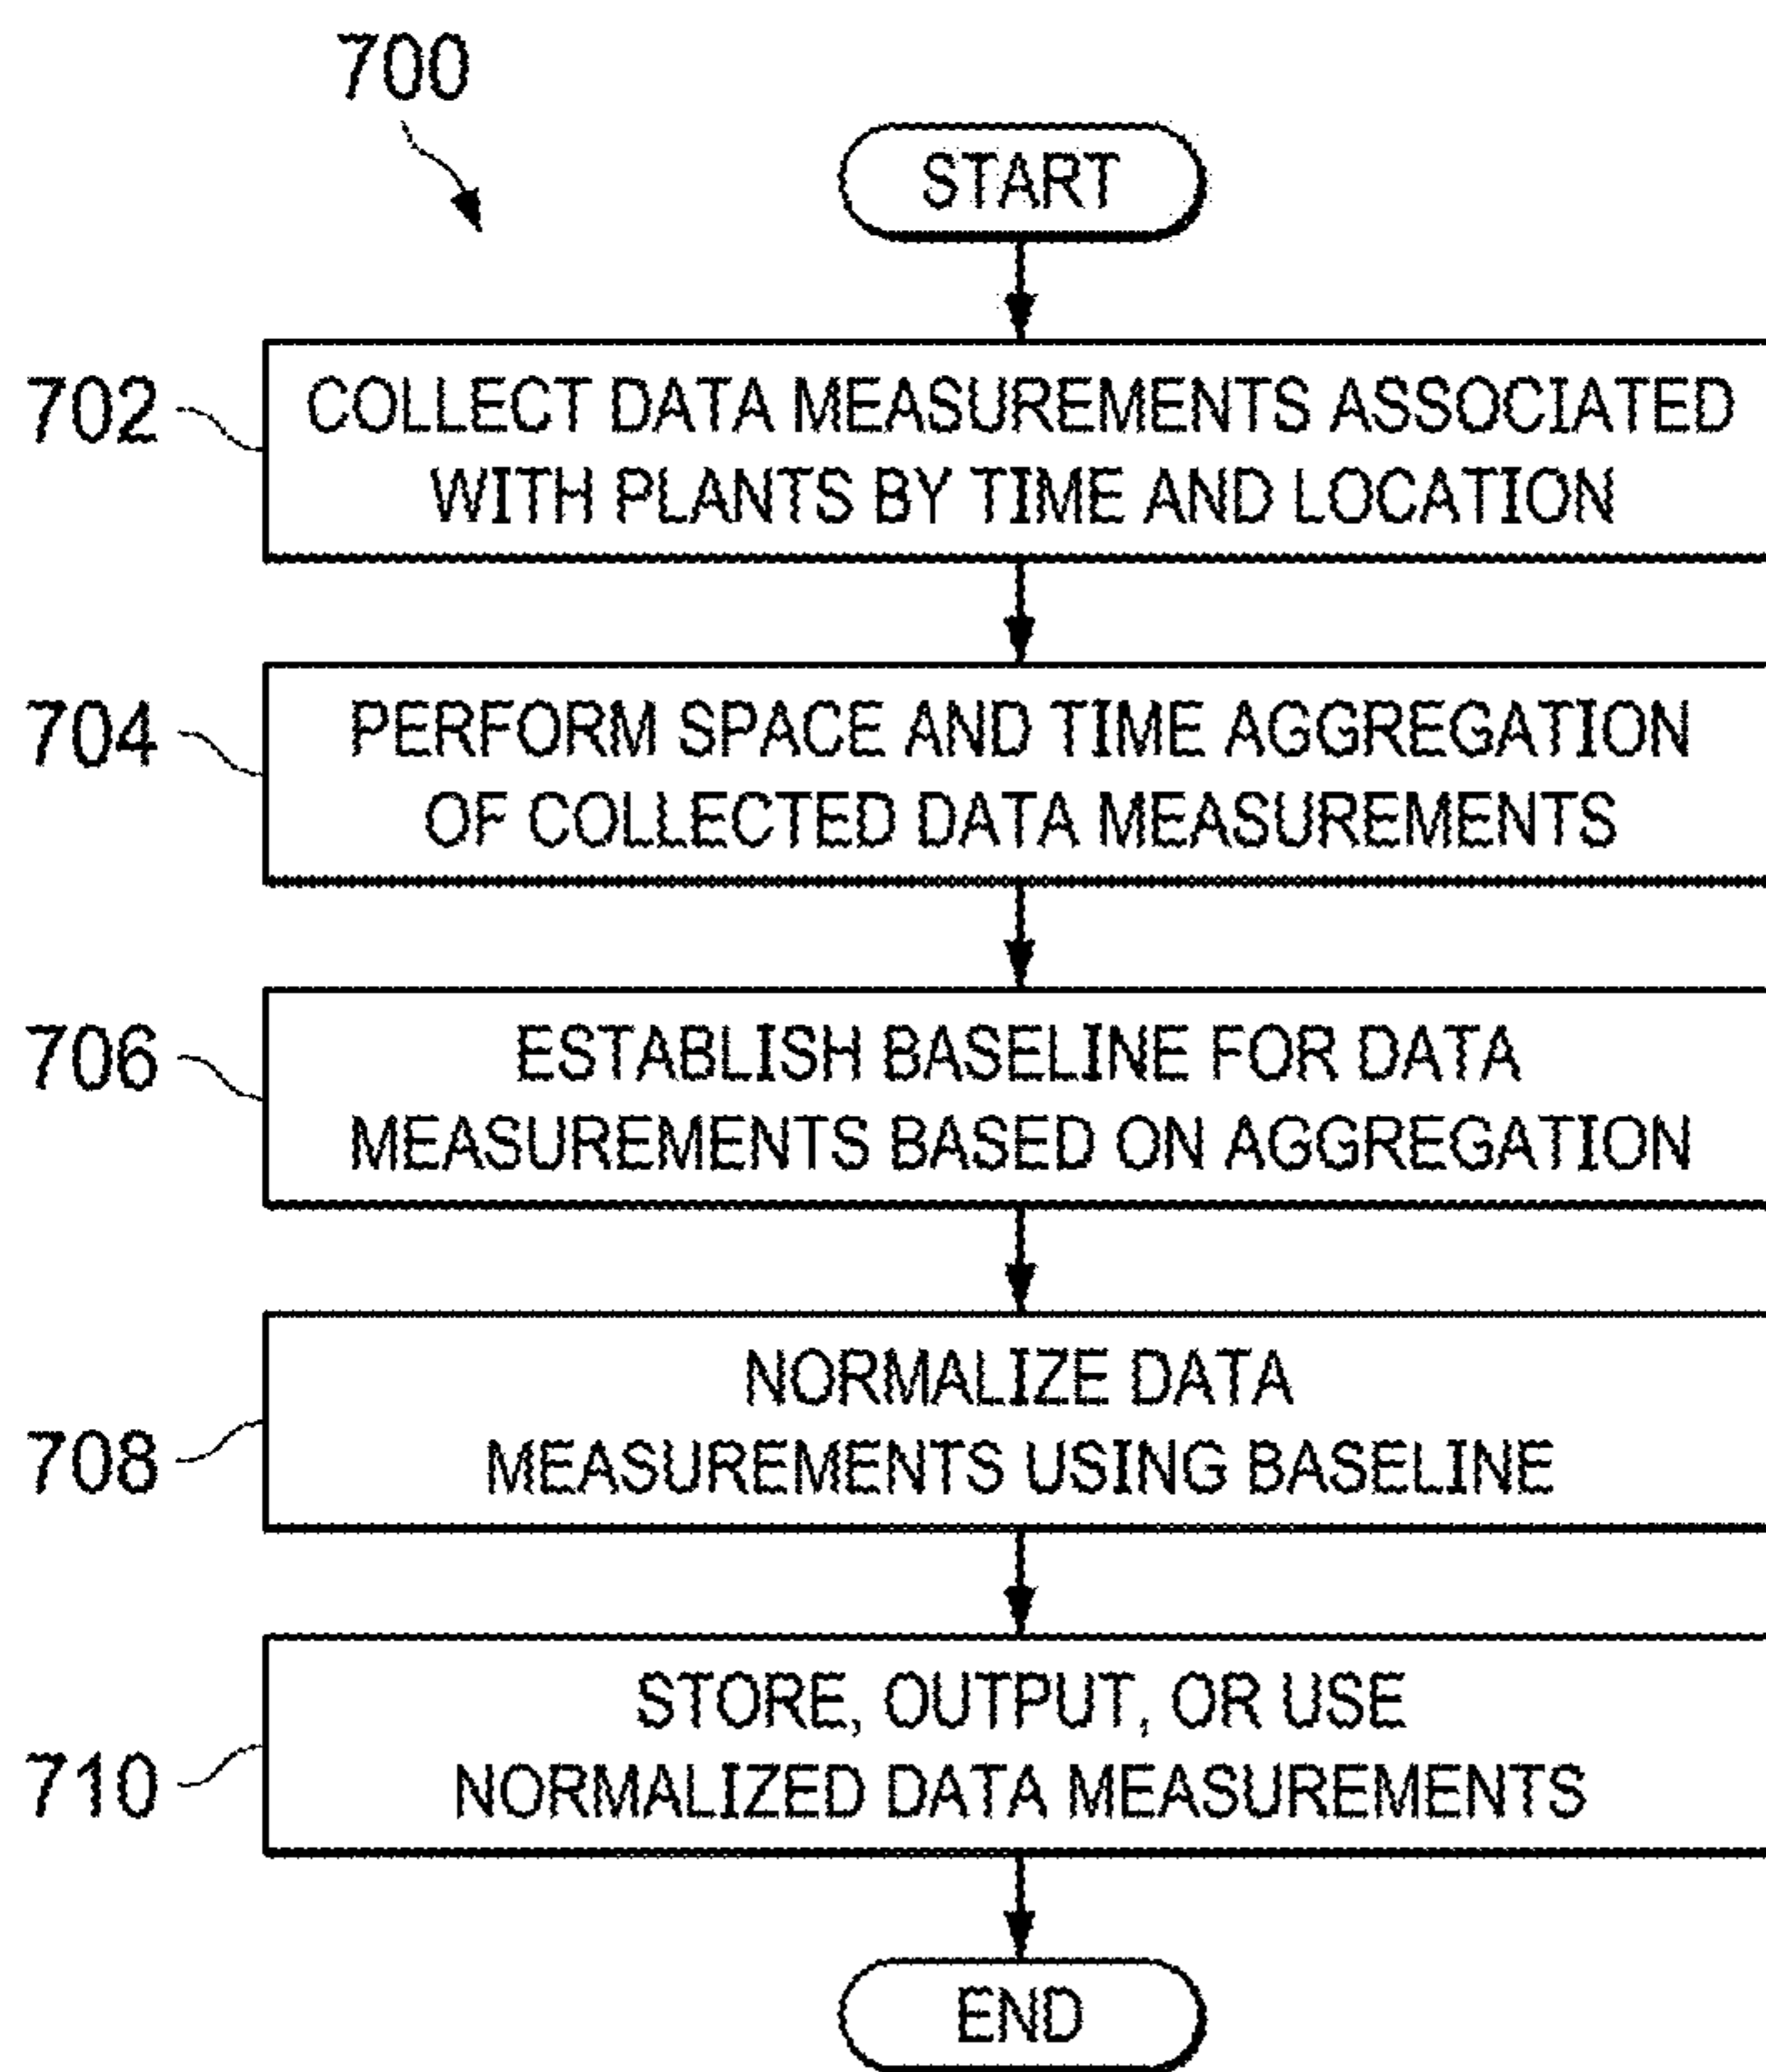 700
START
702
COLLECT DATA MEASUREMENTS ASSOCIATED
WITH PLANTS BY TIME AND LOCATION
704
PERFORM SPACE AND TIME AGGREGATION
OF COLLECTED DATA MEASUREMENTS
706
ESTABLISH BASELINE FOR DATA
MEASUREMENTS BASED ON AGGREGATION
708
NORMALIZE DATA
MEASUREMENTS USING BASELINE
710
STORE, OUTPUT, OR USE
NORMALIZED DATA MEASUREMENTS
END